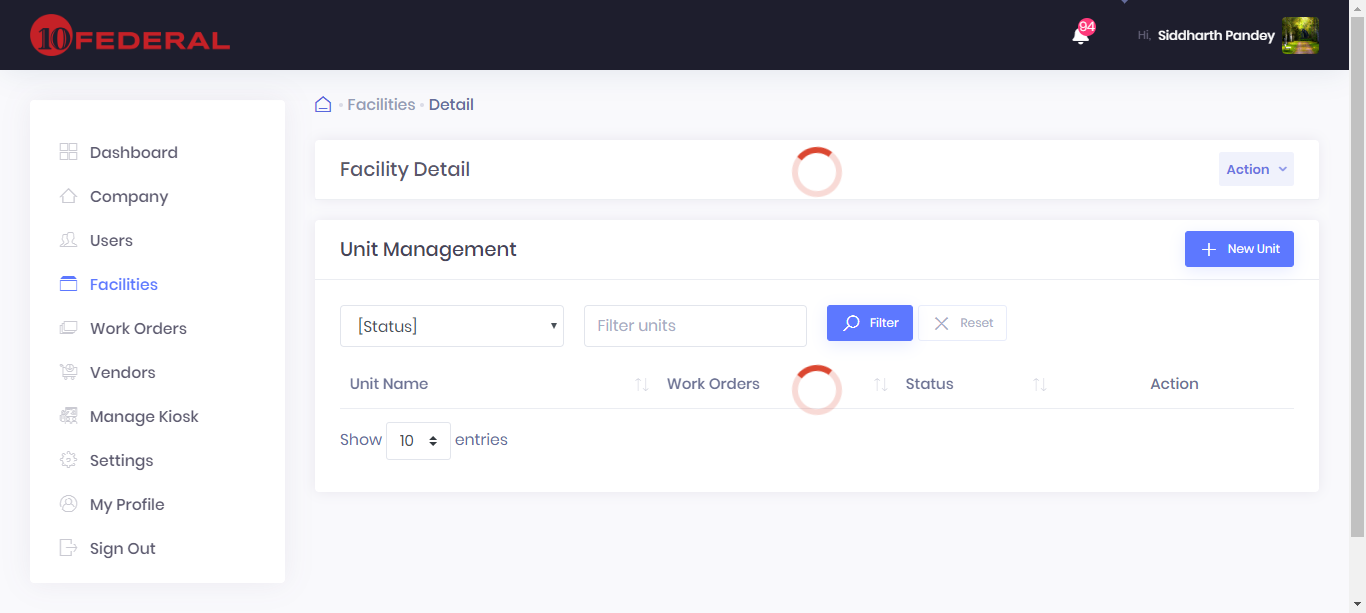 10 FEDERAL
94
Hi, Siddharth Pandey
Facilities Detail
Dashboard
Company
Users
Facilities
Work Orders
Vendors
Manage Kiosk
Settings
My Profile
Sign Out
Facility Detail
Action
Unit Management
New Unit
[Status]
Filter units
Filter
Reset
Unit Name Work Orders Status Action
Show 10 entries